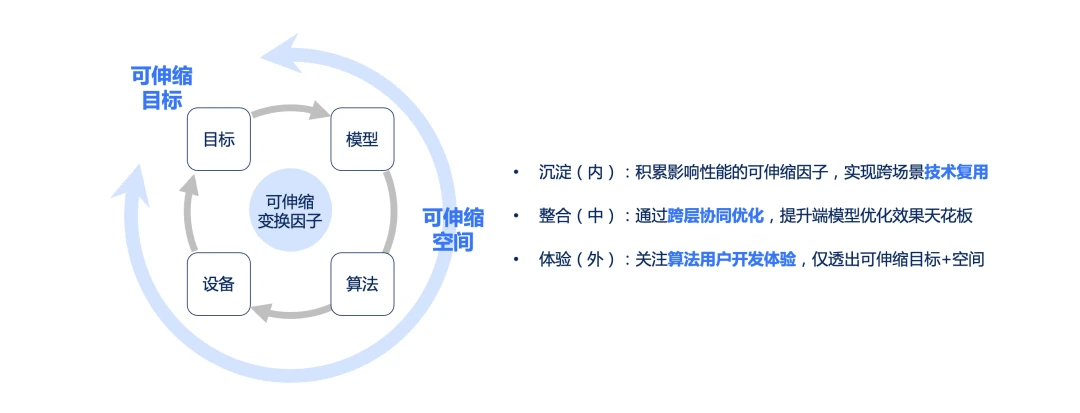 可伸缩
目标
目标
模型
可伸缩
变换因子
可伸缩
空间
设备
算法
• 沉淀（内）：积累影响性能的可伸缩因子，实现跨场景技术复用
• 整合（中）：通过跨层协同优化，提升端模型优化效果天花板
• 体验（外）：关注算法用户开发体验，仅透出可伸缩目标+空间